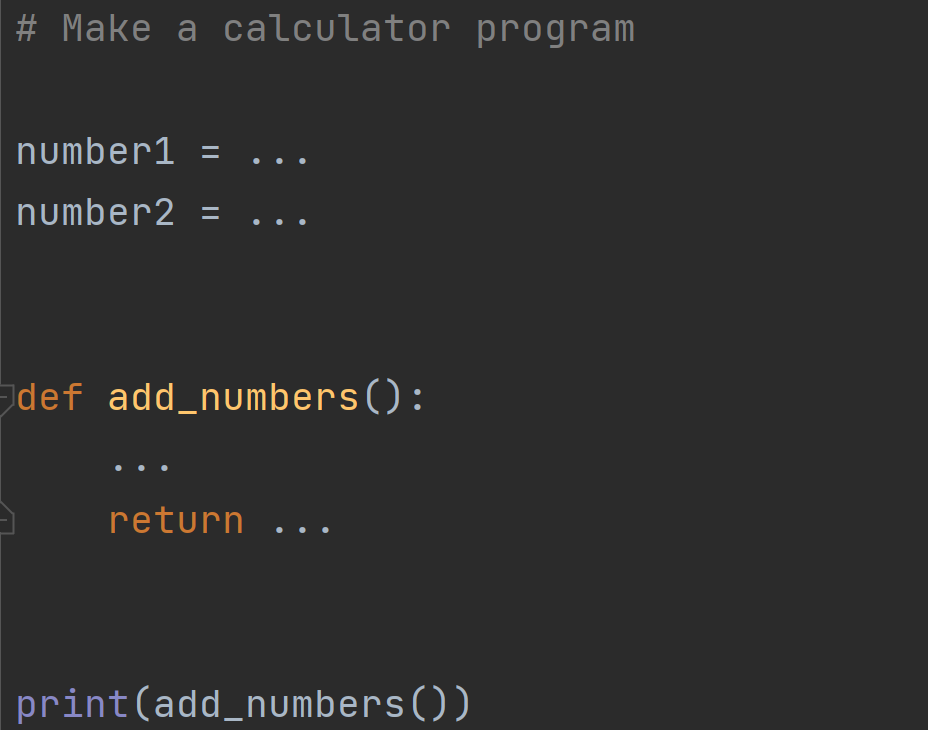 # Make a calculator program
number1 = ...
number2 = ...
def add_numbers():
    ...
    return ...
print(add_numbers())